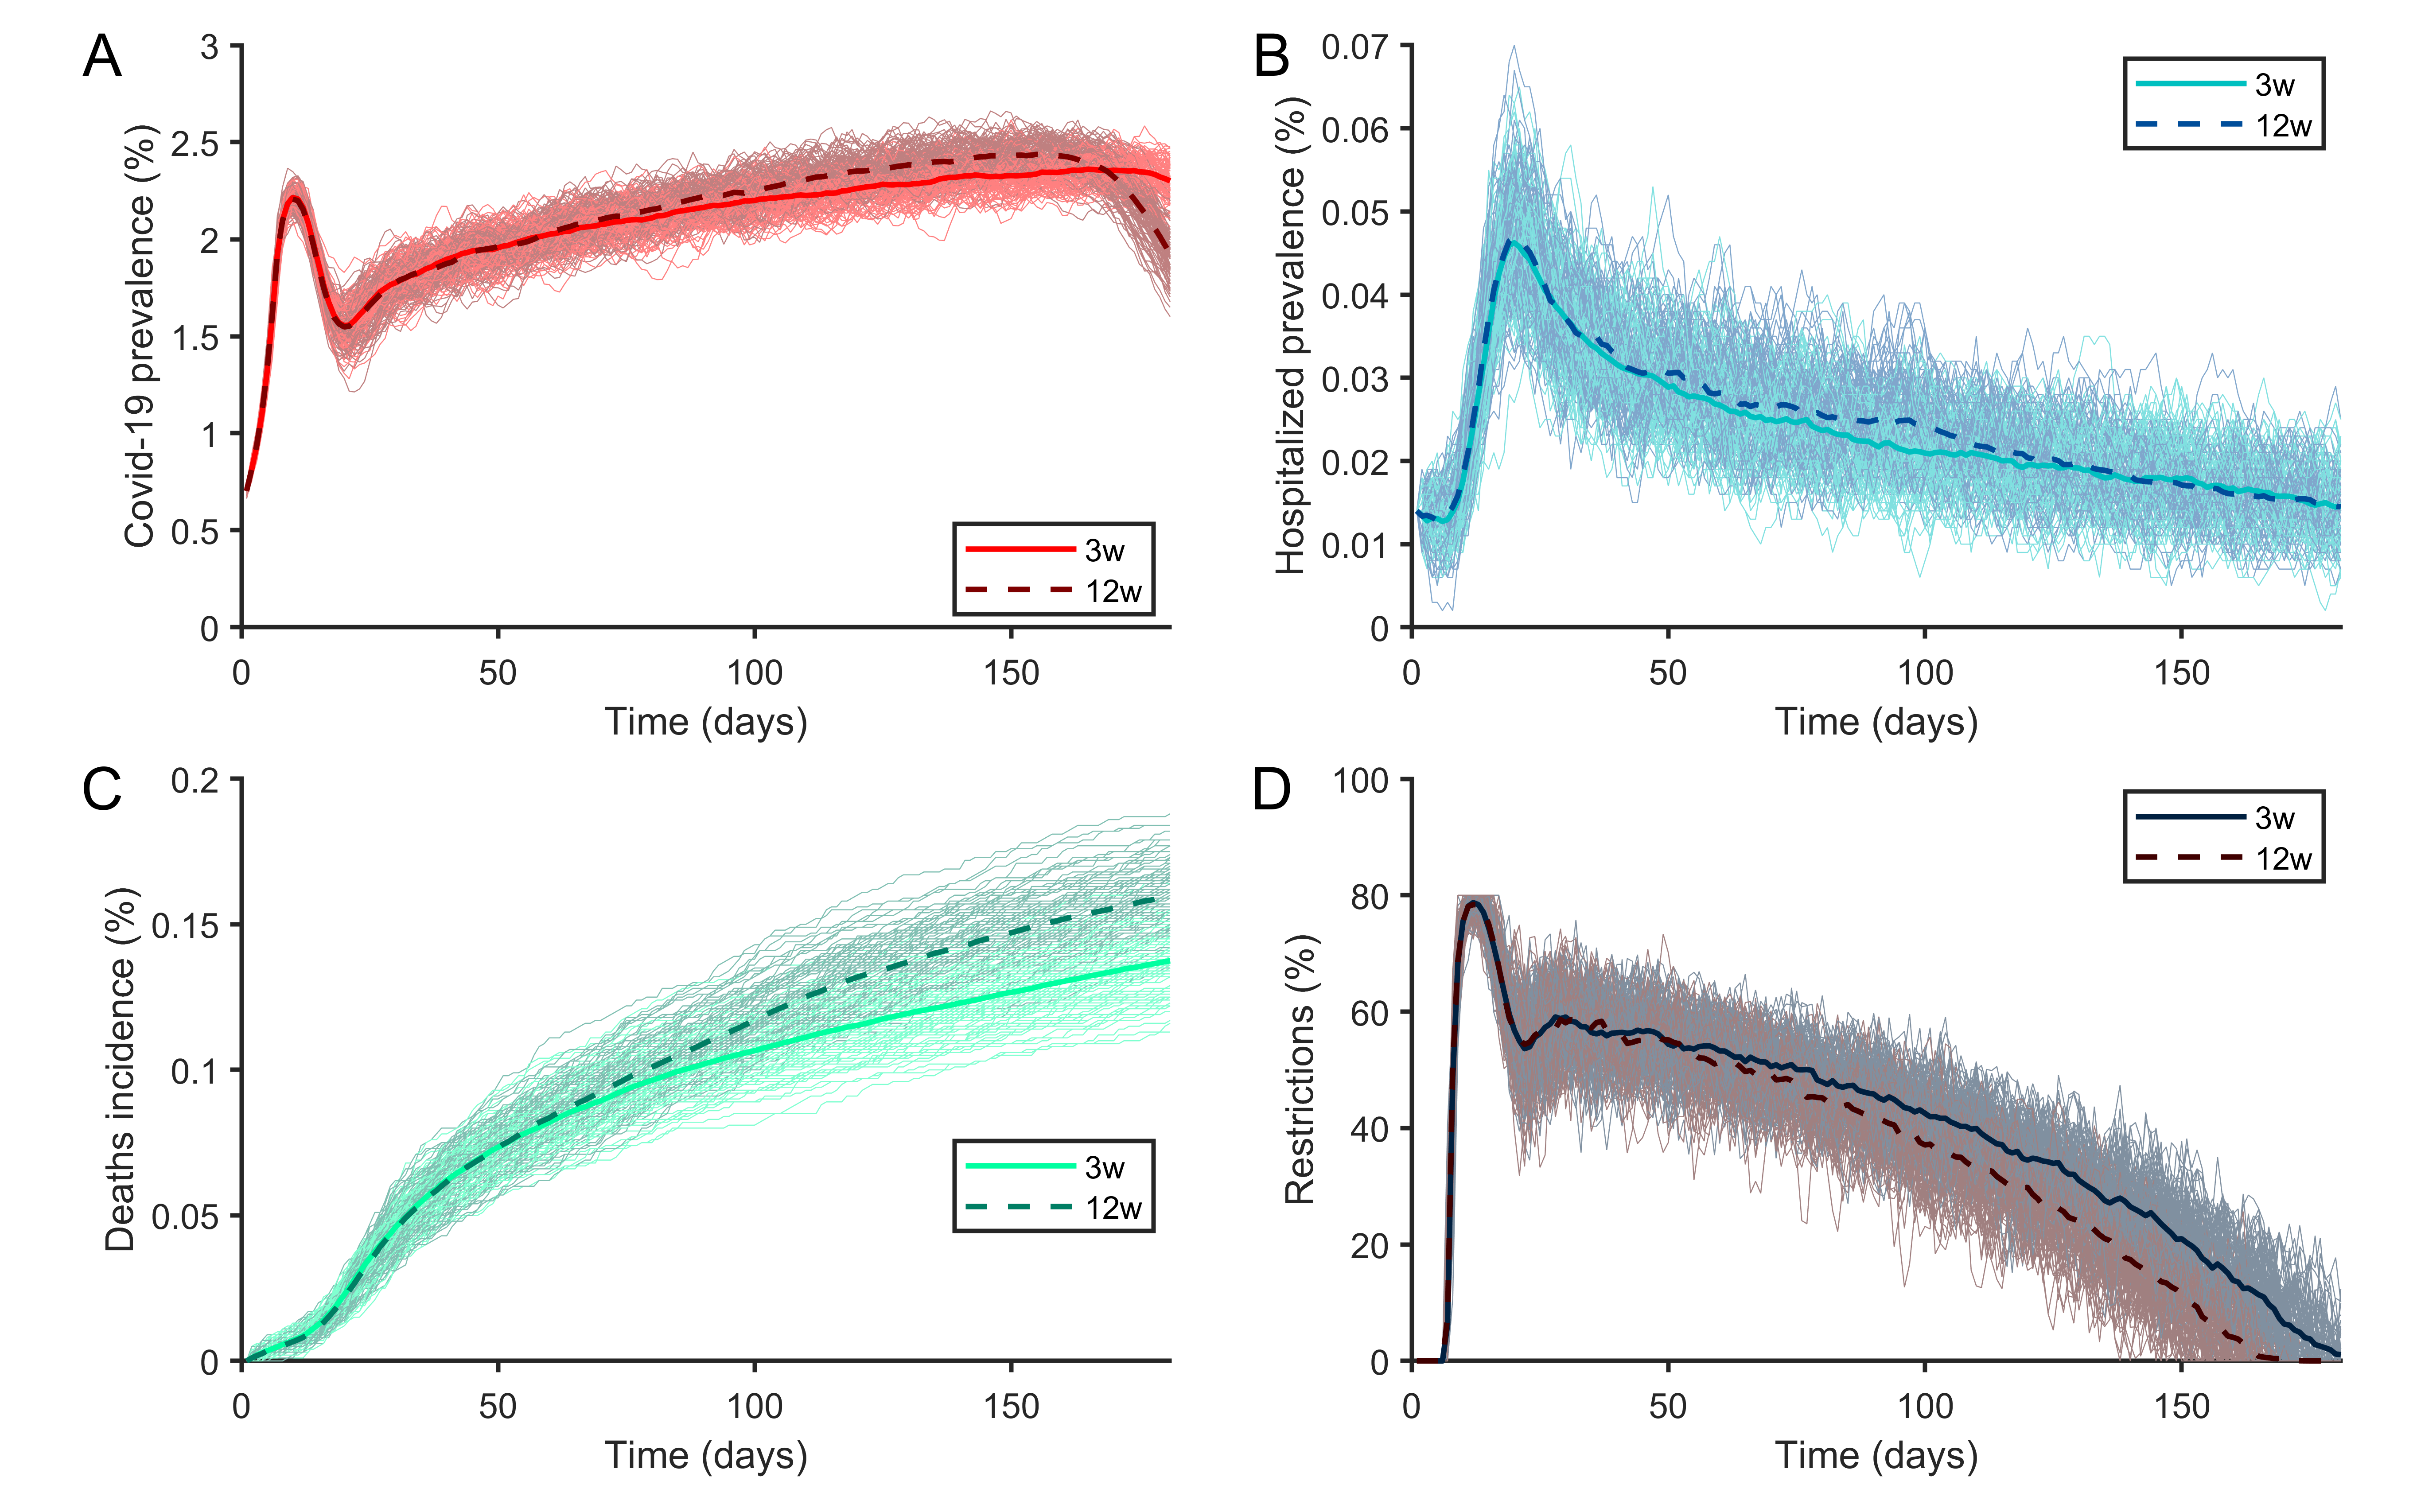 A
Covid-19 prevalence (%)
3
2.5
2
1.5
1
0.5
0
0 50 100 150
Time (days)
3w
12w
B
Hospitalized prevalence (%)
0.07
0.06
0.05
0.04
0.03
0.02
0.01
0
0 50 100 150
Time (days)
3w
12w
C
Deaths incidence (%)
0.2
0.15
0.1
0.05
0
0 50 100 150
Time (days)
3w
12w
D
Restrictions (%)
100
80
60
40
20
0
0 50 100 150
Time (days)
3w
12w